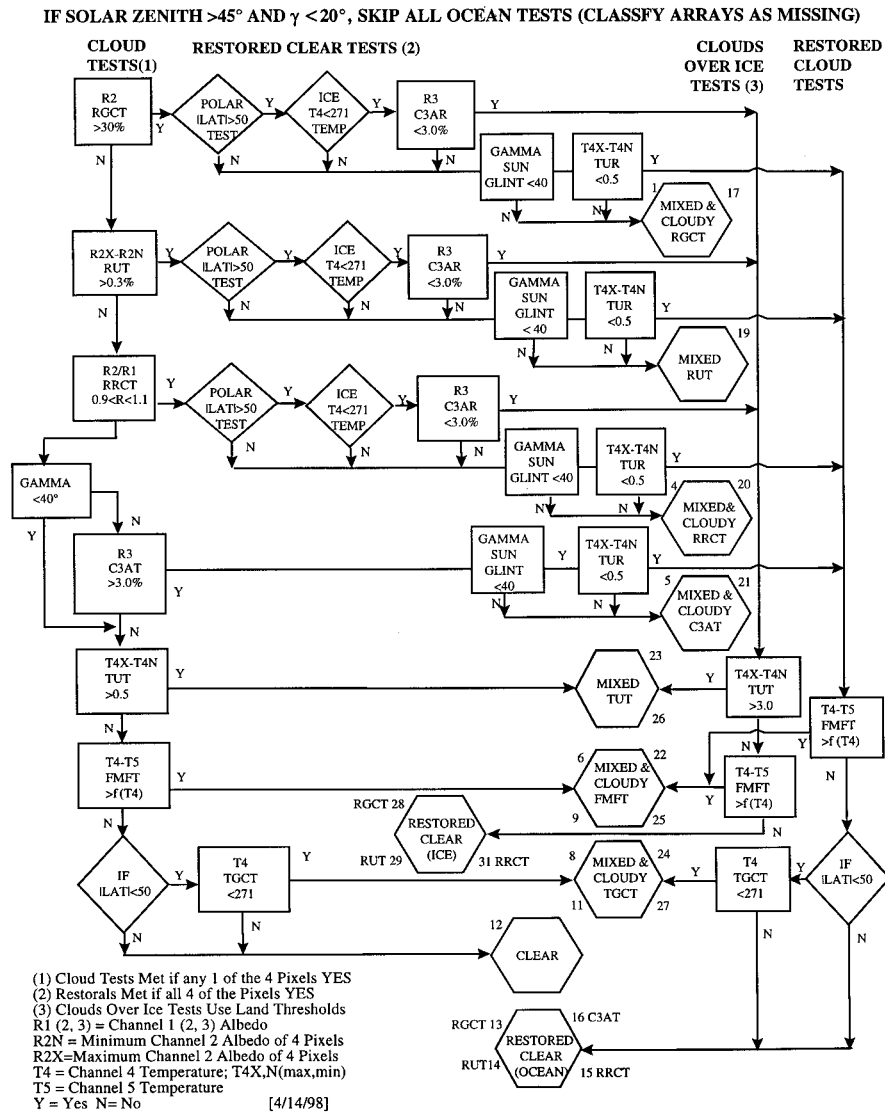 IF SOLAR ZENITH >45° AND γ <20°, SKIP ALL OCEAN TESTS (CLASSFY ARRAYS AS MISSING)
CLOUD
TESTS(1)
RESTORED CLEAR TESTS (2)
CLOUDS
OVER ICE
TESTS (3)
RESTORED
CLOUD
TESTS
R2
RGCT
>30%
Y
N
POLAR
|LAT|>50
TEST
Y
N
ICE
T4<271
TEMP
Y
N
R3
C3AR
<3.0%
Y
N
GAMMA
SUN
GLINT <40
N
T4X-T4N
TUR
<0.5
Y
N
1
17
MIXED &
CLOUDY
RGCT
R2X-R2N
RUT
>0.3%
Y
N
POLAR
|LAT|>50
TEST
Y
N
ICE
T4<271
TEMP
Y
N
R3
C3AR
<3.0%
Y
N
GAMMA
SUN
GLINT
< 40
N
T4X-T4N
TUR
<0.5
Y
N
19
MIXED
RUT
R2/R1
RRCT
0.9<R<1.1
Y
POLAR
|LAT|>50
TEST
Y
N
ICE
T4<271
TEMP
Y
N
R3
C3AR
<3.0%
Y
N
GAMMA
SUN
GLINT <40
N
T4X-T4N
TUR
<0.5
Y
N
4
20
MIXED&
CLOUDY
RRCT
GAMMA
<40°
Y
N
R3
C3AT
>3.0%
Y
N
GAMMA
SUN
GLINT
<40
Y
N
T4X-T4N
TUR
<0.5
Y
N
5
21
MIXED &
CLOUDY
C3AT
T4X-T4N
TUT
>0.5
Y
N
23
MIXED
TUT
26
Y
T4X-T4N
TUT
>3.0
N
T4-T5
FMFT
>f (T4)
Y
N
T4-T5
FMFT
>f (T4)
Y
N
6
22
MIXED &
CLOUDY
FMFT
9
25
Y
T4-T5
FMFT
>f(T4)
N
RGCT 28
RESTORED
CLEAR
(ICE)
RUT 29
31 RRCT
IF
|LAT|<50
Y
N
T4
TGCT
<271
Y
N
8
24
MIXED &
CLOUDY
TGCT
11
27
Y
T4
TGCT
<271
N
Y
IF
|LAT|<50
N
12
CLEAR
(1) Cloud Tests Met if any 1 of the 4 Pixels YES
(2) Restorals Met if all 4 of the Pixels YES
(3) Clouds Over Ice Tests Use Land Thresholds
R1 (2, 3) = Channel 1 (2, 3) Albedo
R2N = Minimum Channel 2 Albedo of 4 Pixels
R2X=Maximum Channel 2 Albedo of 4 Pixels
T4 = Channel 4 Temperature; T4X,N(max,min)
T5 = Channel 5 Temperature
Y = Yes N= No
[4/14/98]
RGCT 13
16 C3AT
RESTORED
CLEAR
(OCEAN)
RUT14
15 RRCT